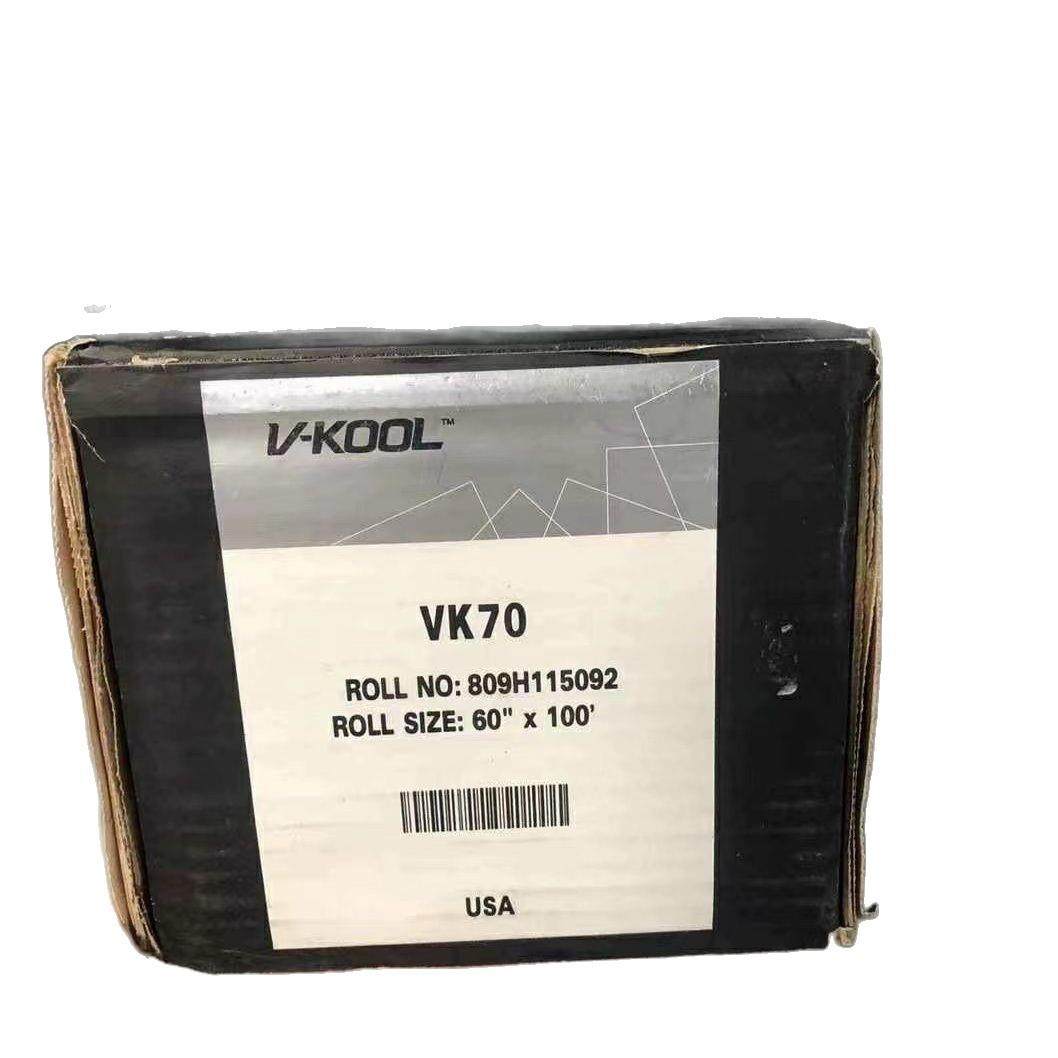 V-KOOL™
VK70
ROLL NO: 809H115092
ROLL SIZE: 60" x 100'
USA